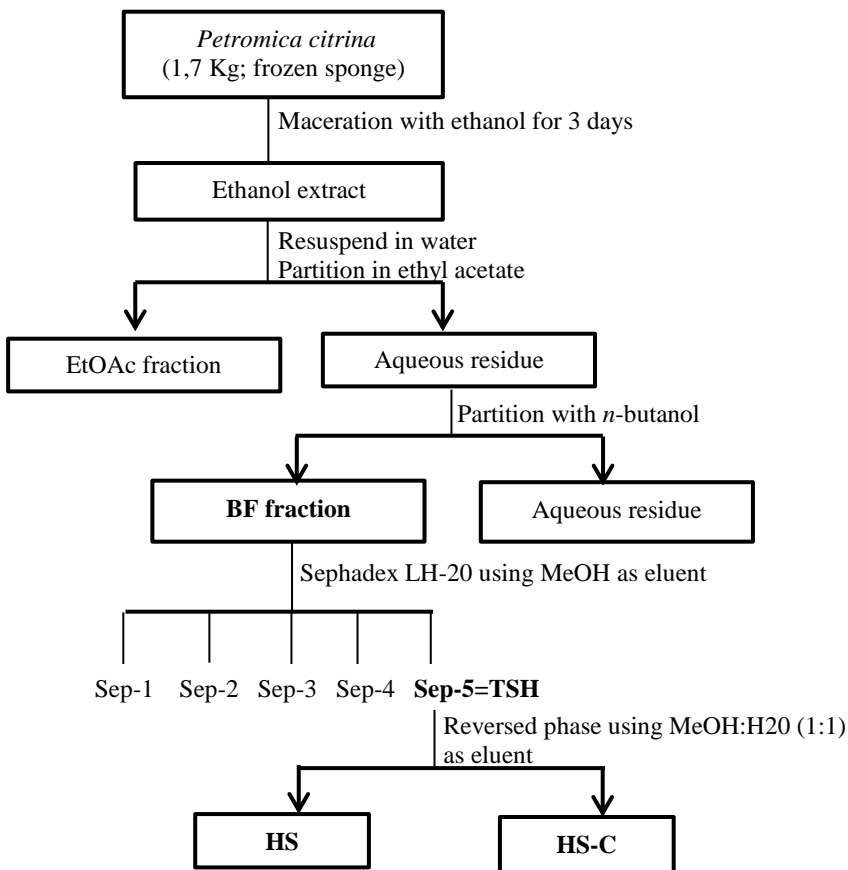 Petromica citrina
(1,7 Kg; frozen sponge)
Maceration with ethanol for 3 days
Ethanol extract
Resuspend in water
Partition in ethyl acetate
EtOAc fraction
Aqueous residue
Partition with n-butanol
BF fraction
Aqueous residue
Sephadex LH-20 using MeOH as eluent
Sep-1 Sep-2 Sep-3 Sep-4 Sep-5=TSH
Reversed phase using MeOH:H20 (1:1)
as eluent
HS
HS-C